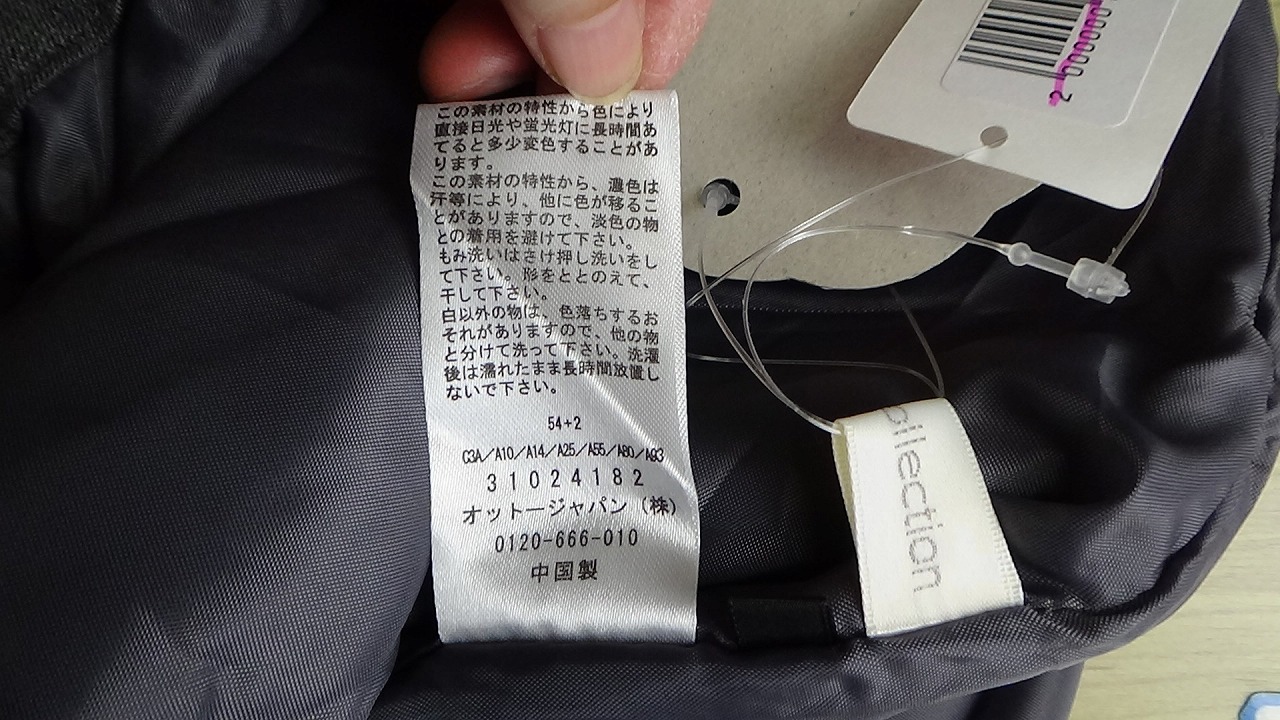 この素材の特性から色により
直接日光や蛍光灯に長時間あ
てると多少変色することがあ
ります。
この素材の特性から、濃色は
汗等により、他に色が移るこ
とがありますので、淡色の物
との着用を避けて下さい。
もみ洗いはさけ押し洗いをし
て下さい。形をととのえて、
干して下さい。
白以外の物は、色落ちするお
それがありますので、他の物
と分けて洗って下さい。洗濯
後は濡れたまま長時間放置し
ないで下さい。
54+2
C3A/A10/A14/A25/A55/A80/A93
31024182
オットージャパン(株)
0120-666-010
中国製
ollection